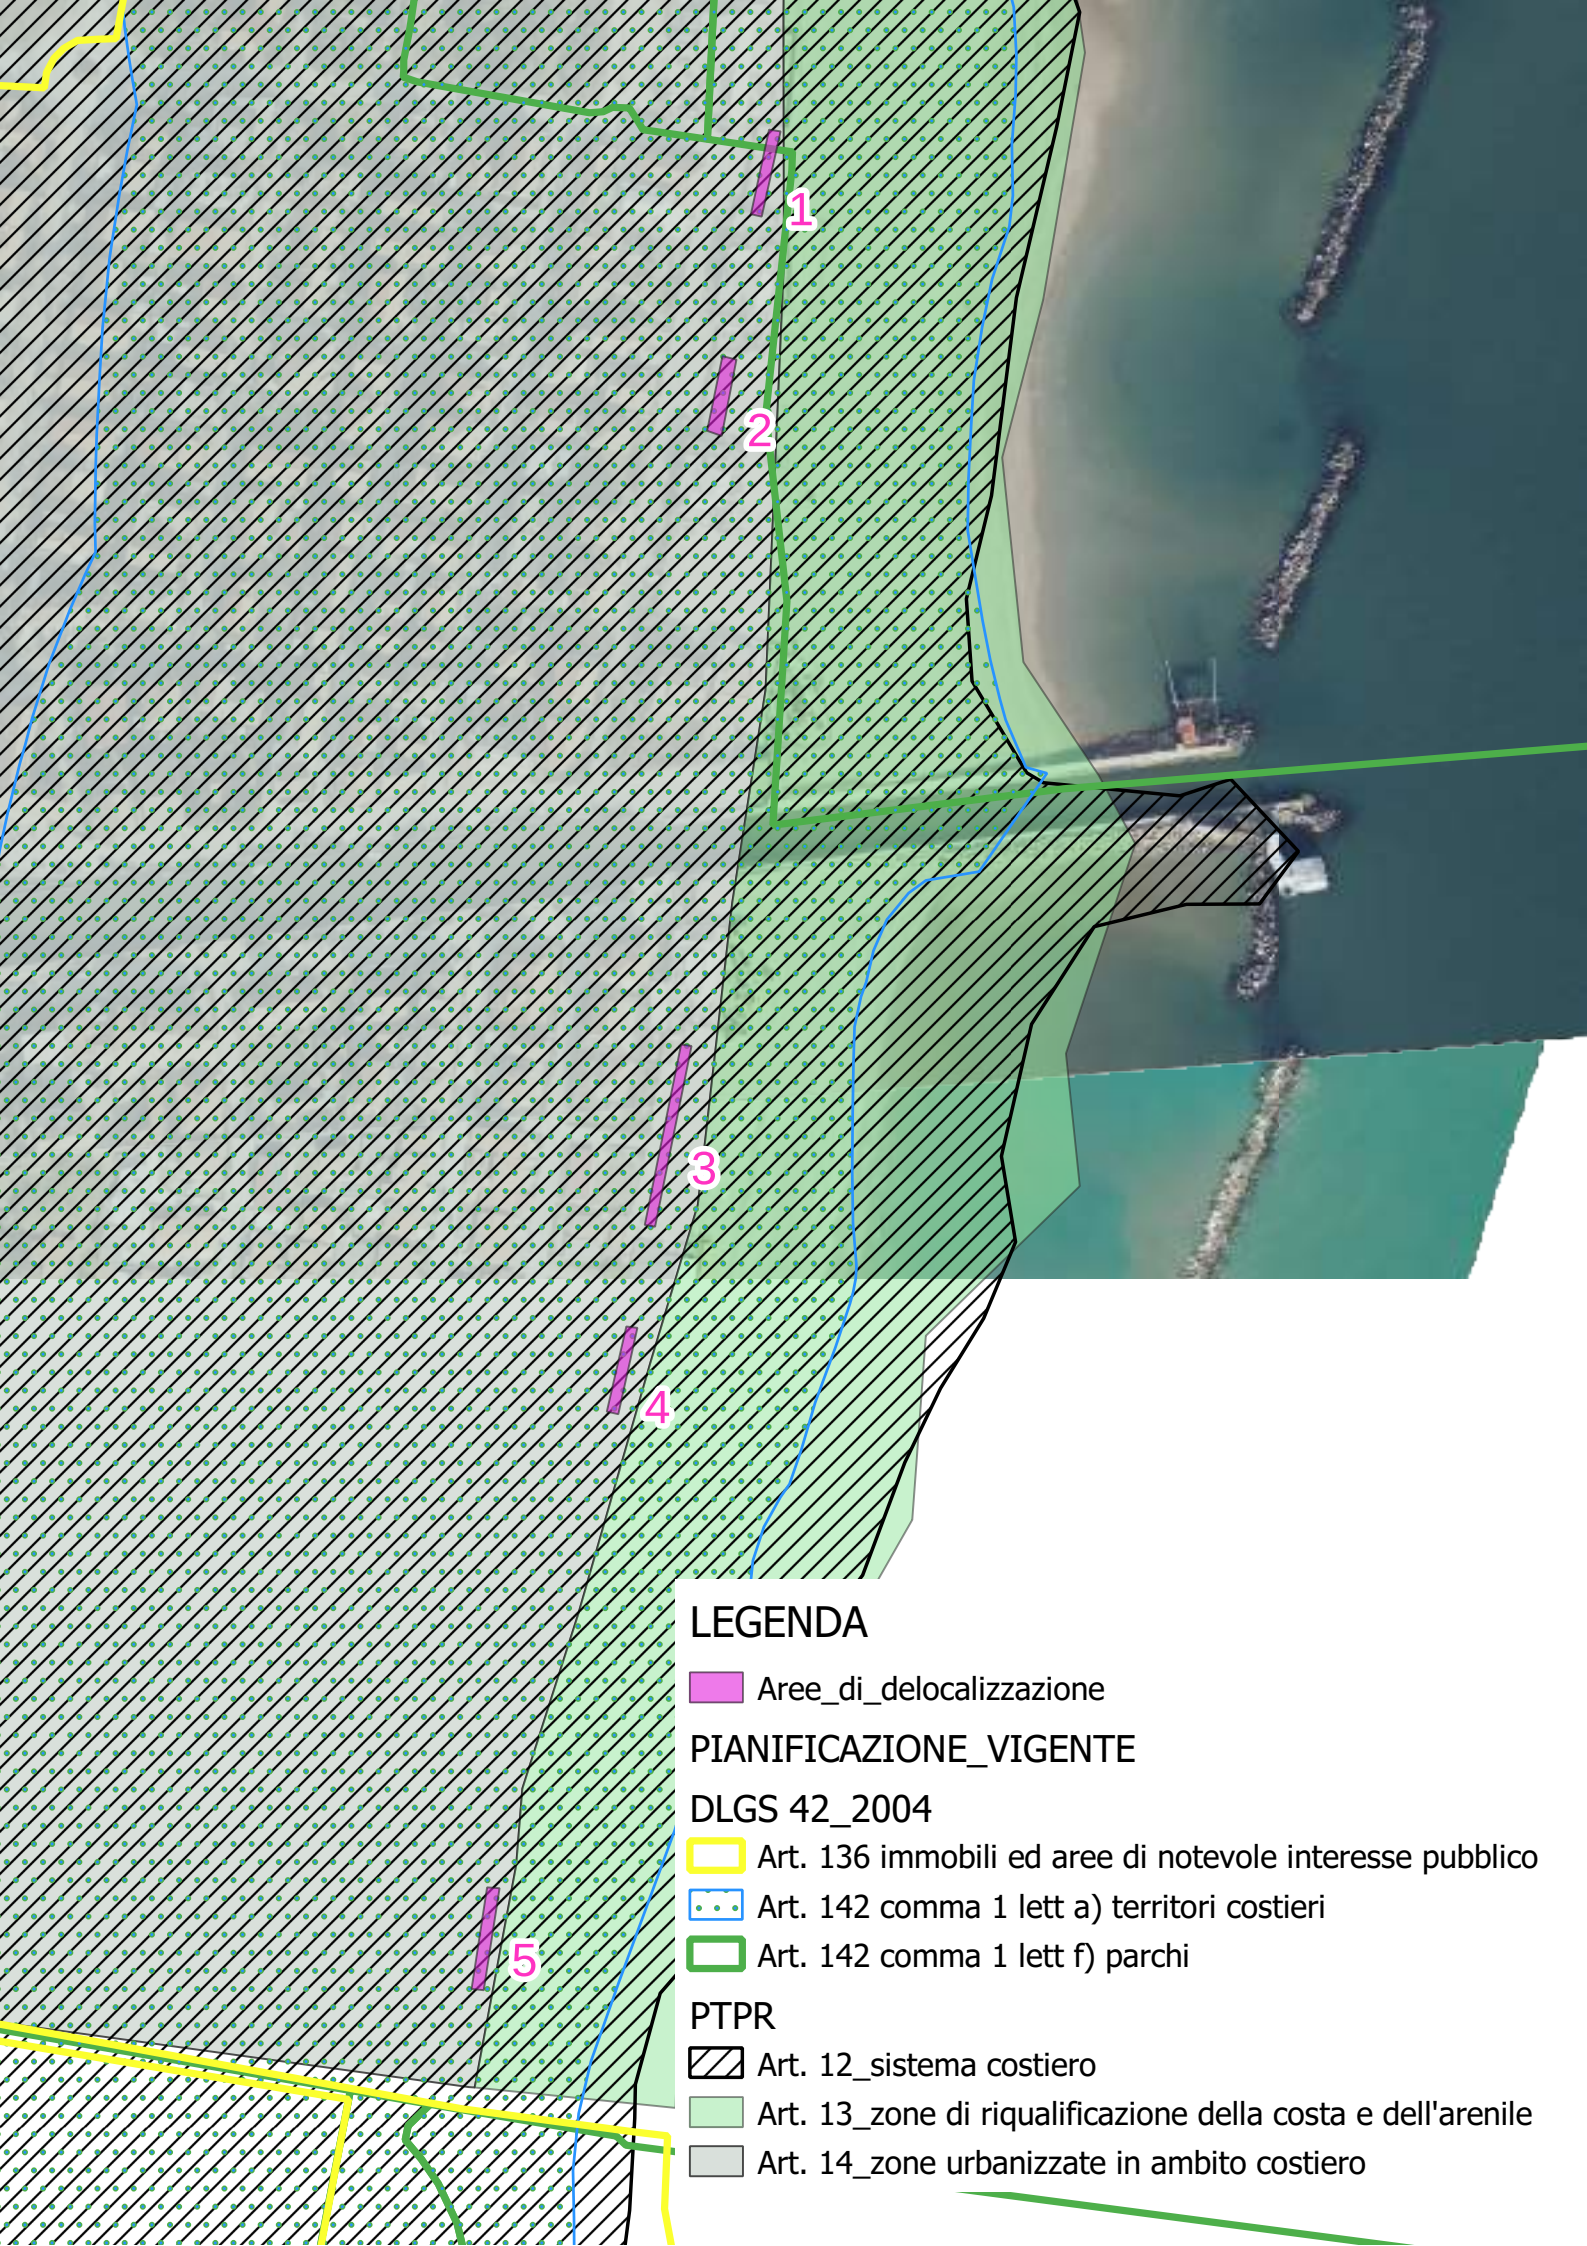 1
2
3
4
5
LEGENDA
Aree_di_delocalizzazione
PIANIFICAZIONE_VIGENTE
DLGS 42_2004
Art. 136 immobili ed aree di notevole interesse pubblico
Art. 142 comma 1 lett a) territori costieri
Art. 142 comma 1 lett f) parchi
PTPR
Art. 12_sistema costiero
Art. 13_zone di riqualificazione della costa e dell'arenile
Art. 14_zone urbanizzate in ambito costiero